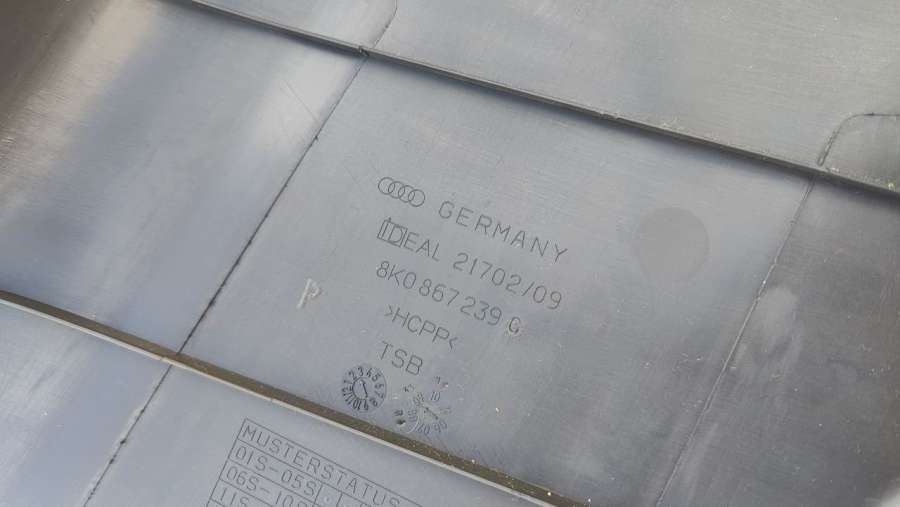 GERMANY
IDEAL 21702/09
8K0 867 239 G
>HCPP<
TSB
MUSTERSTATUS
01S-05S
06S-10S
11S